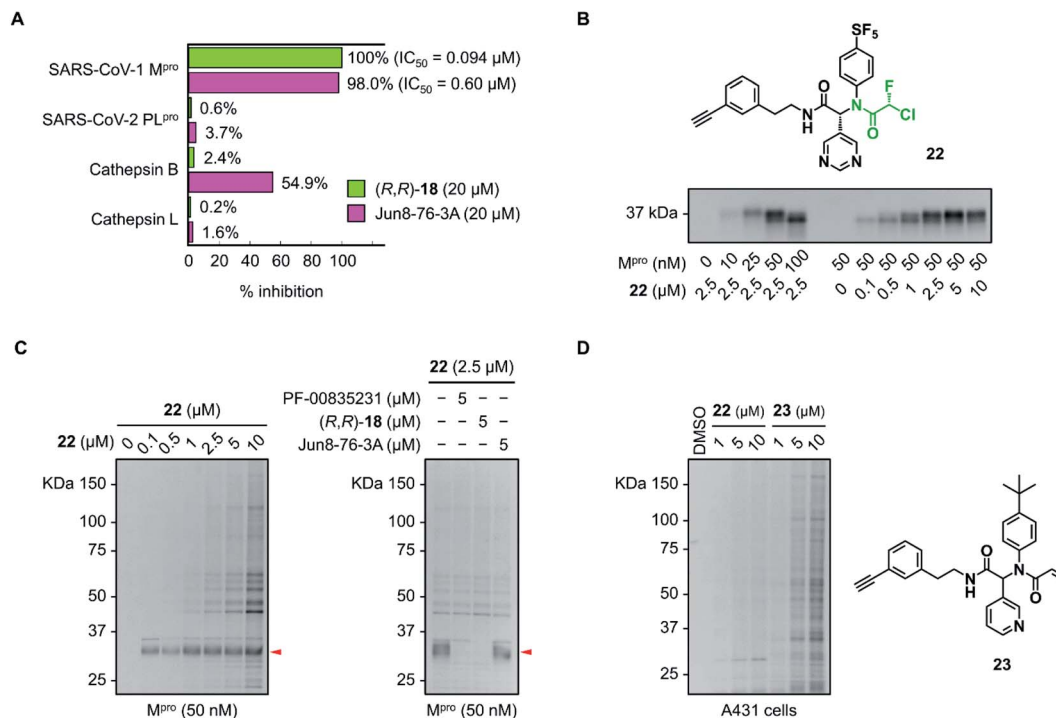 A
SARS-CoV-1 Mpro
100% (IC50 = 0.094 µM)
98.0% (IC50 = 0.60 µM)
SARS-CoV-2 PLpro
0.6%
3.7%
Cathepsin B
2.4%
54.9%
Cathepsin L
0.2%
1.6%
(R,R)-18 (20 µM)
Jun8-76-3A (20 µM)
0 20 40 60 80 100
% inhibition
B
SF5
O
N
F
N
H
O
Cl
N N
22
37 kDa
Mpro (nM) 0 10 25 50 100 50 50 50 50 50 50 50
22 (µM) 2.5 2.5 2.5 2.5 2.5 0 0.1 0.5 1 2.5 5 10
C
22 (µM)
22 (µM) 0 0.1 0.5 1 2.5 5 10
KDa
150
100
75
50
37
25
Mpro (50 nM)
22 (2.5 µM)
PF-00835231 (µM) – 5 – –
(R,R)-18 (µM) – – 5 –
Jun8-76-3A (µM) – – – 5
KDa
150
100
75
50
37
25
Mpro (50 nM)
D
DMSO
22 (µM) 23 (µM)
1 5 10 1 5 10
KDa
150
100
75
50
37
25
A431 cells
O
N
N
H
O
N
23